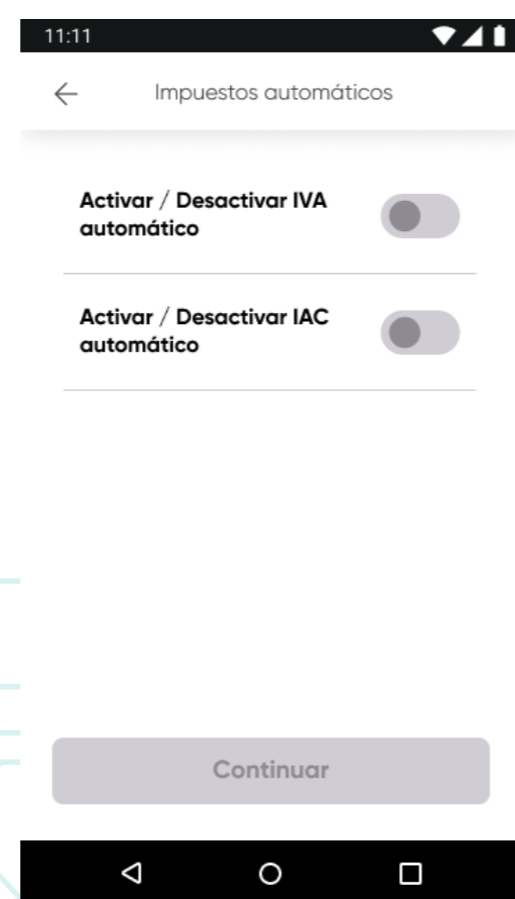 11:11
Impuestos automáticos
Activar / Desactivar IVA
automático
Activar / Desactivar IAC
automático
Continuar